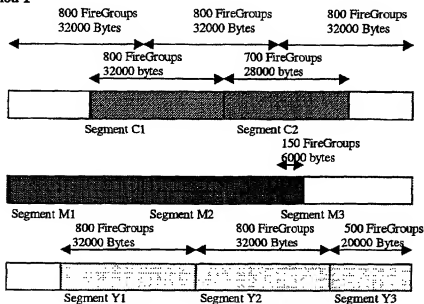 800 FireGroups 800 FireGroups 800 FireGroups
32000 Bytes 32000 Bytes 32000 Bytes
800 FireGroups 700 FireGroups
32000 bytes 28000 bytes
Segment C1 Segment C2
150 FireGroups
6000 bytes
Segment M1 Segment M2 Segment M3
800 FireGroups 800 FireGroups 500 FireGroups
32000 Bytes 32000 Bytes 20000 Bytes
Segment Y1 Segment Y2 Segment Y3